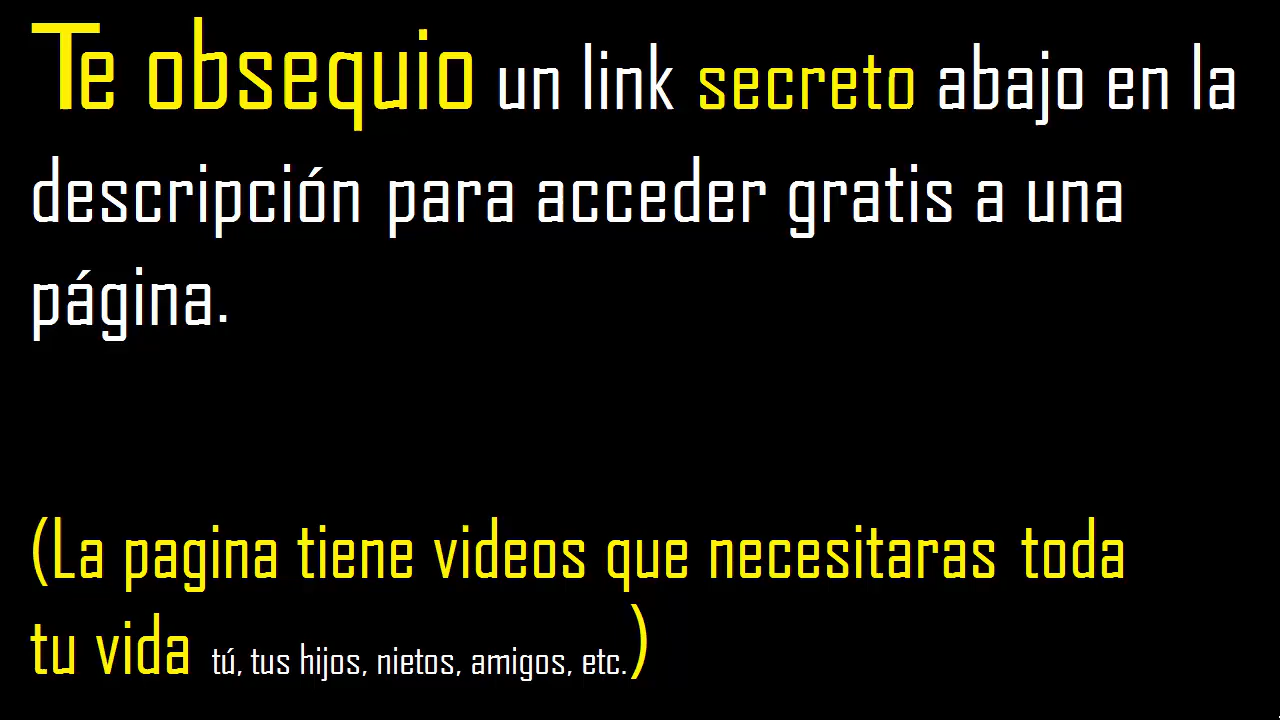 Te obsequio un link secreto abajo en la
descripción para acceder gratis a una
página.
(La pagina tiene videos que necesitaras toda
tu vida tú, tus hijos, nietos, amigos, etc.)